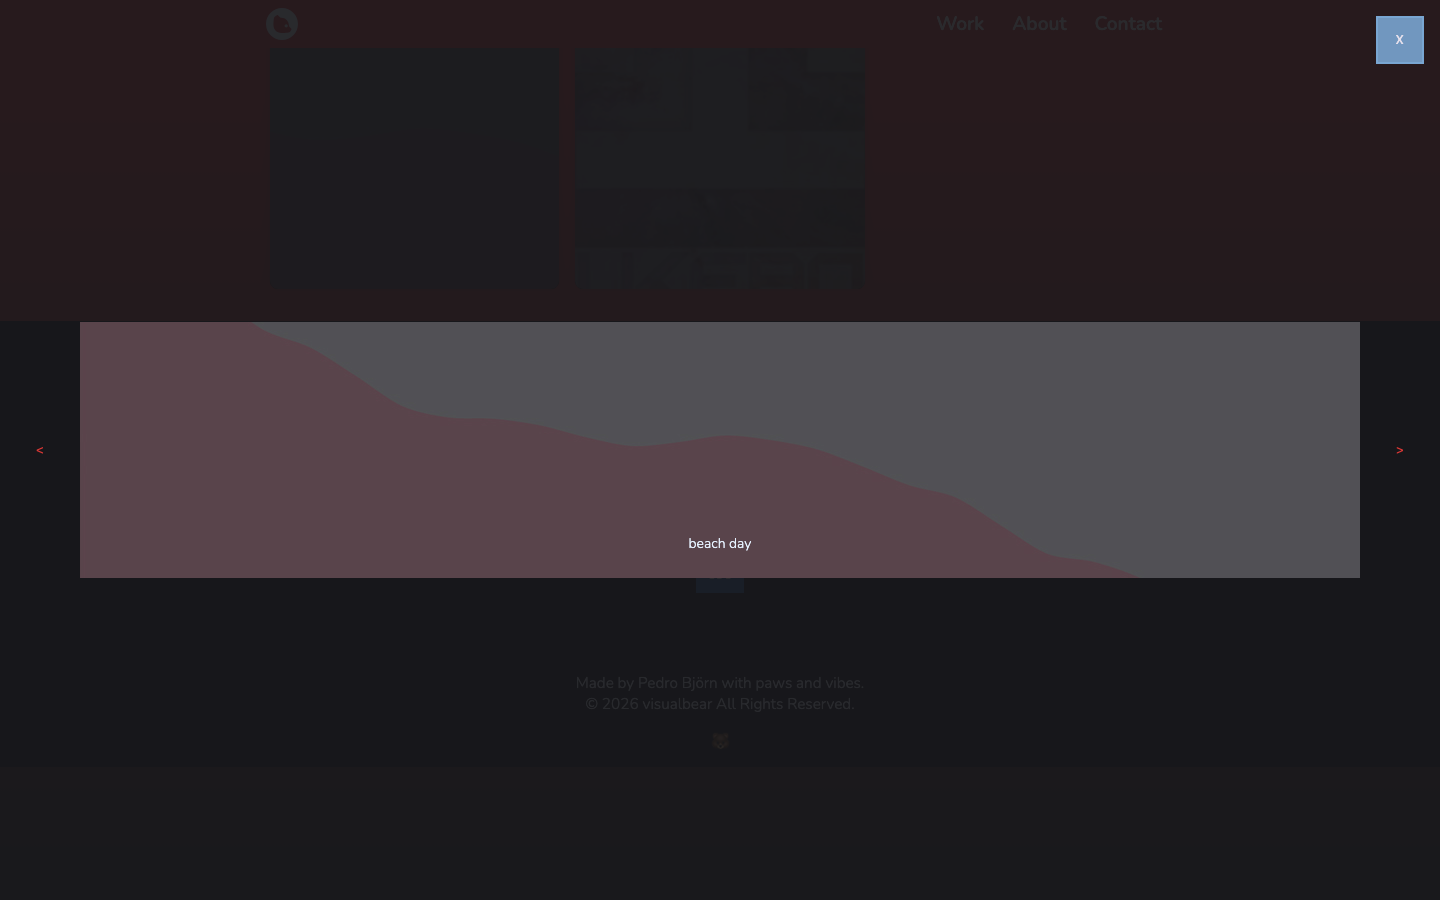 Work
About
Contact
X
<
>
beach day
Made by Pedro Björn with paws and vibes.
© 2026 visualbear All Rights Reserved.